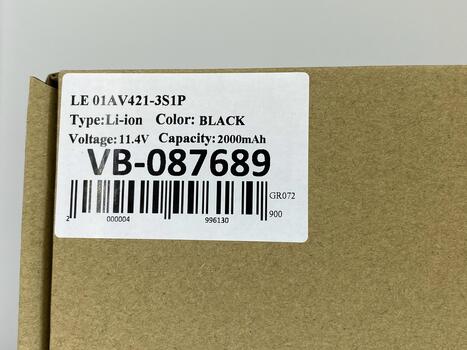 LE 01AV421-3S1P
Type:Li-ion Color: BLACK
Voltage: 11.4V Capacity: 2000mAh
VB-087689
GR072
2 000004 996130
900